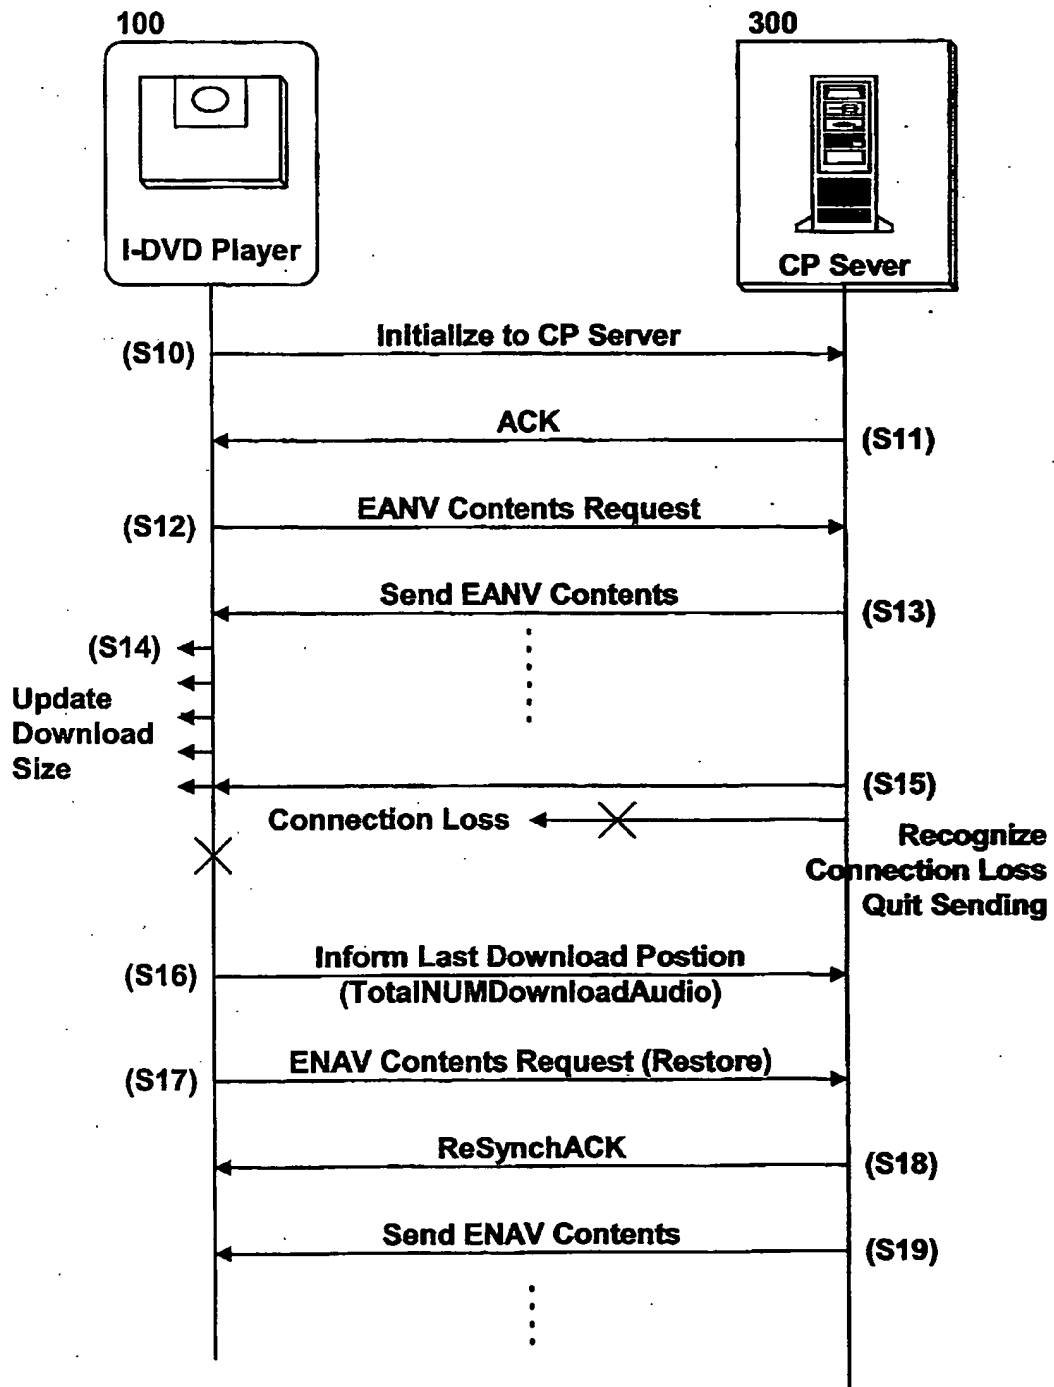 100
300
I-DVD Player
CP Sever
(S10)
Initialize to CP Server
ACK
(S11)
(S12)
EANV Contents Request
Send EANV Contents
(S13)
(S14)
Update
Download
Size
(S15)
Connection Loss
Recognize
Connection Loss
Quit Sending
(S16)
Inform Last Download Postion
(TotalNUMDownloadAudio)
(S17)
ENAV Contents Request (Restore)
ReSynchACK
(S18)
Send ENAV Contents
(S19)